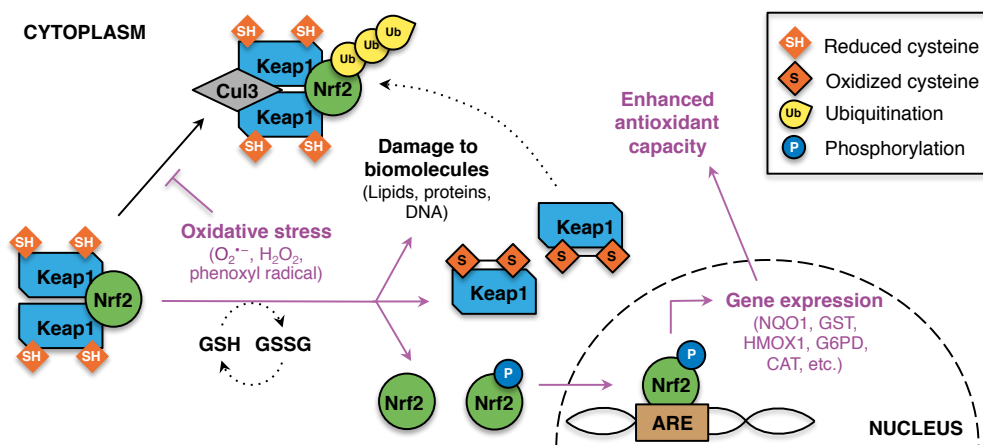 CYTOPLASM
SH
SH
Keap1
Cul3
Nrf2
Ub
Ub
Ub
Keap1
SH
SH
SH
Reduced cysteine
S
Oxidized cysteine
Ub
Ubiquitination
P
Phosphorylation
Enhanced
antioxidant
capacity
Damage to
biomolecules
(Lipids, proteins,
DNA)
Oxidative stress
(O₂•⁻, H₂O₂,
phenoxyl radical)
SH
SH
Keap1
Nrf2
Keap1
SH
SH
GSH
GSSG
Keap1
S
S
S
S
Keap1
Nrf2
P
Nrf2
Gene expression
(NQO1, GST,
HMOX1, G6PD,
CAT, etc.)
P
Nrf2
ARE
NUCLEUS